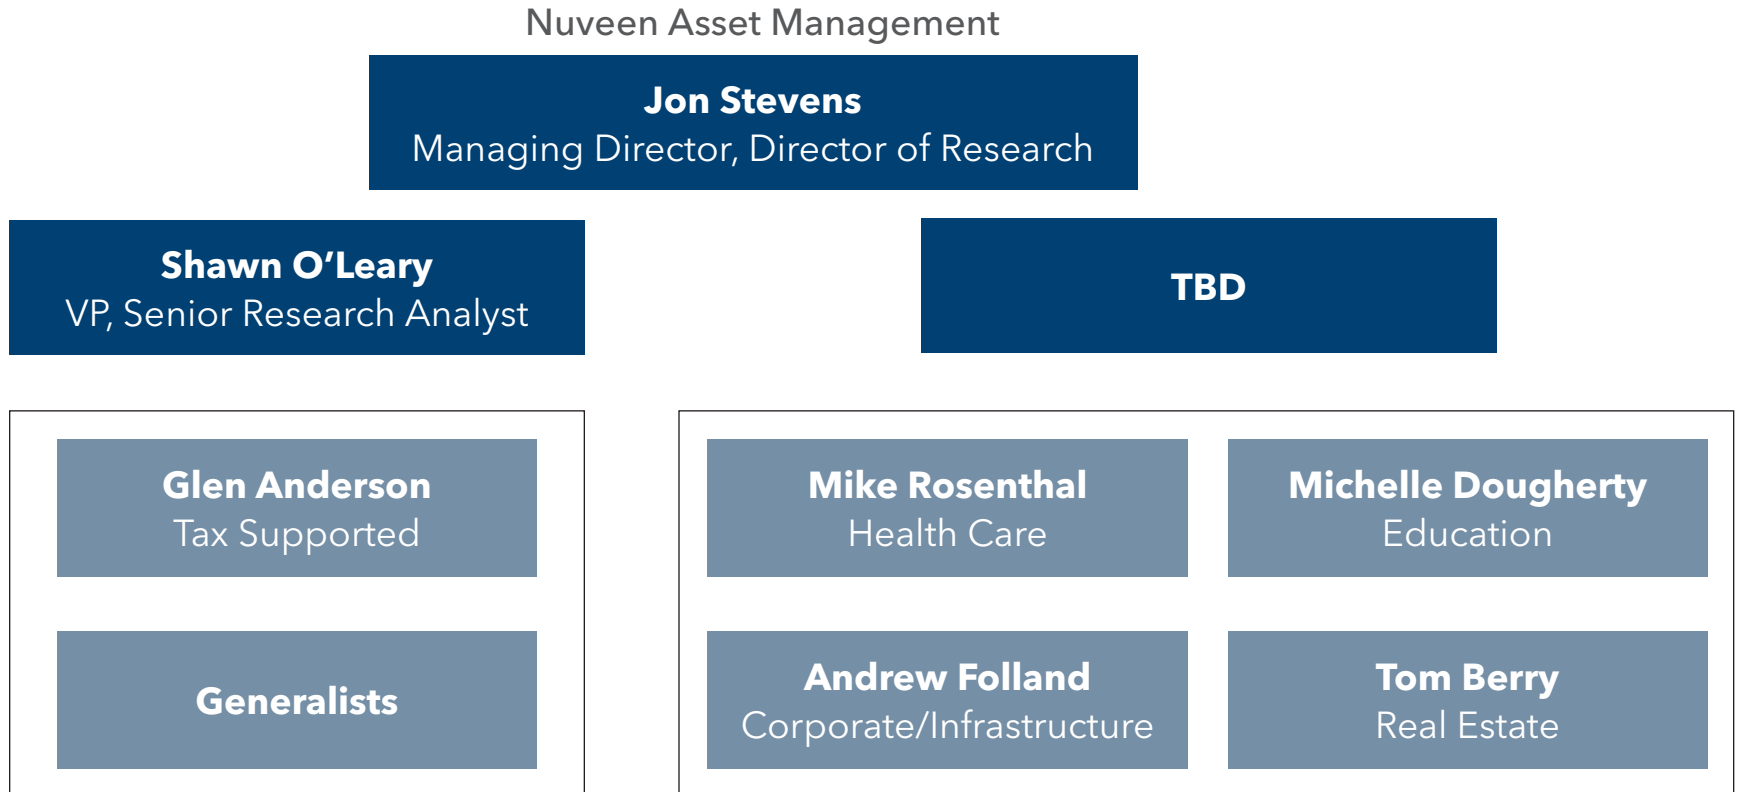 Nuveen Asset Management
Jon Stevens
Managing Director, Director of Research
Shawn O’Leary
VP, Senior Research Analyst
TBD
Glen Anderson
Tax Supported
Generalists
Mike Rosenthal
Health Care
Michelle Dougherty
Education
Andrew Folland
Corporate/Infrastructure
Tom Berry
Real Estate